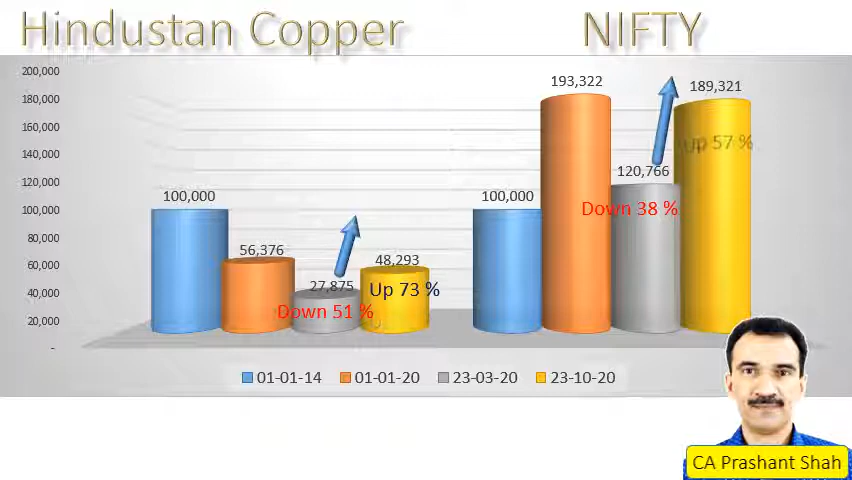 Hindustan Copper
NIFTY
200,000
180,000
160,000
140,000
120,000
100,000
80,000
60,000
40,000
20,000
-
100,000
56,376
27,875
48,293
Down 51 %
Up 73 %
100,000
193,322
120,766
189,321
Down 38 %
Up 57 %
01-01-14 01-01-20 23-03-20 23-10-20
CA Prashant Shah